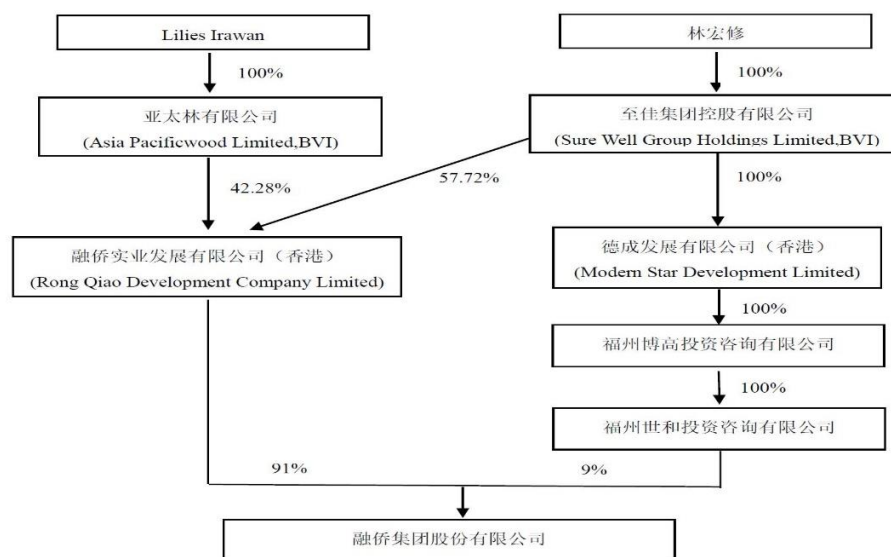 Lilies Irawan
林宏修
100%
100%
亚太林有限公司
(Asia Pacificwood Limited,BVI)
至佳集团控股有限公司
(Sure Well Group Holdings Limited,BVI)
42.28%
57.72%
100%
融侨实业发展有限公司（香港）
(Rong Qiao Development Company Limited)
德成发展有限公司（香港）
(Modern Star Development Limited)
100%
福州博高投资咨询有限公司
100%
福州世和投资咨询有限公司
91%
9%
融侨集团股份有限公司